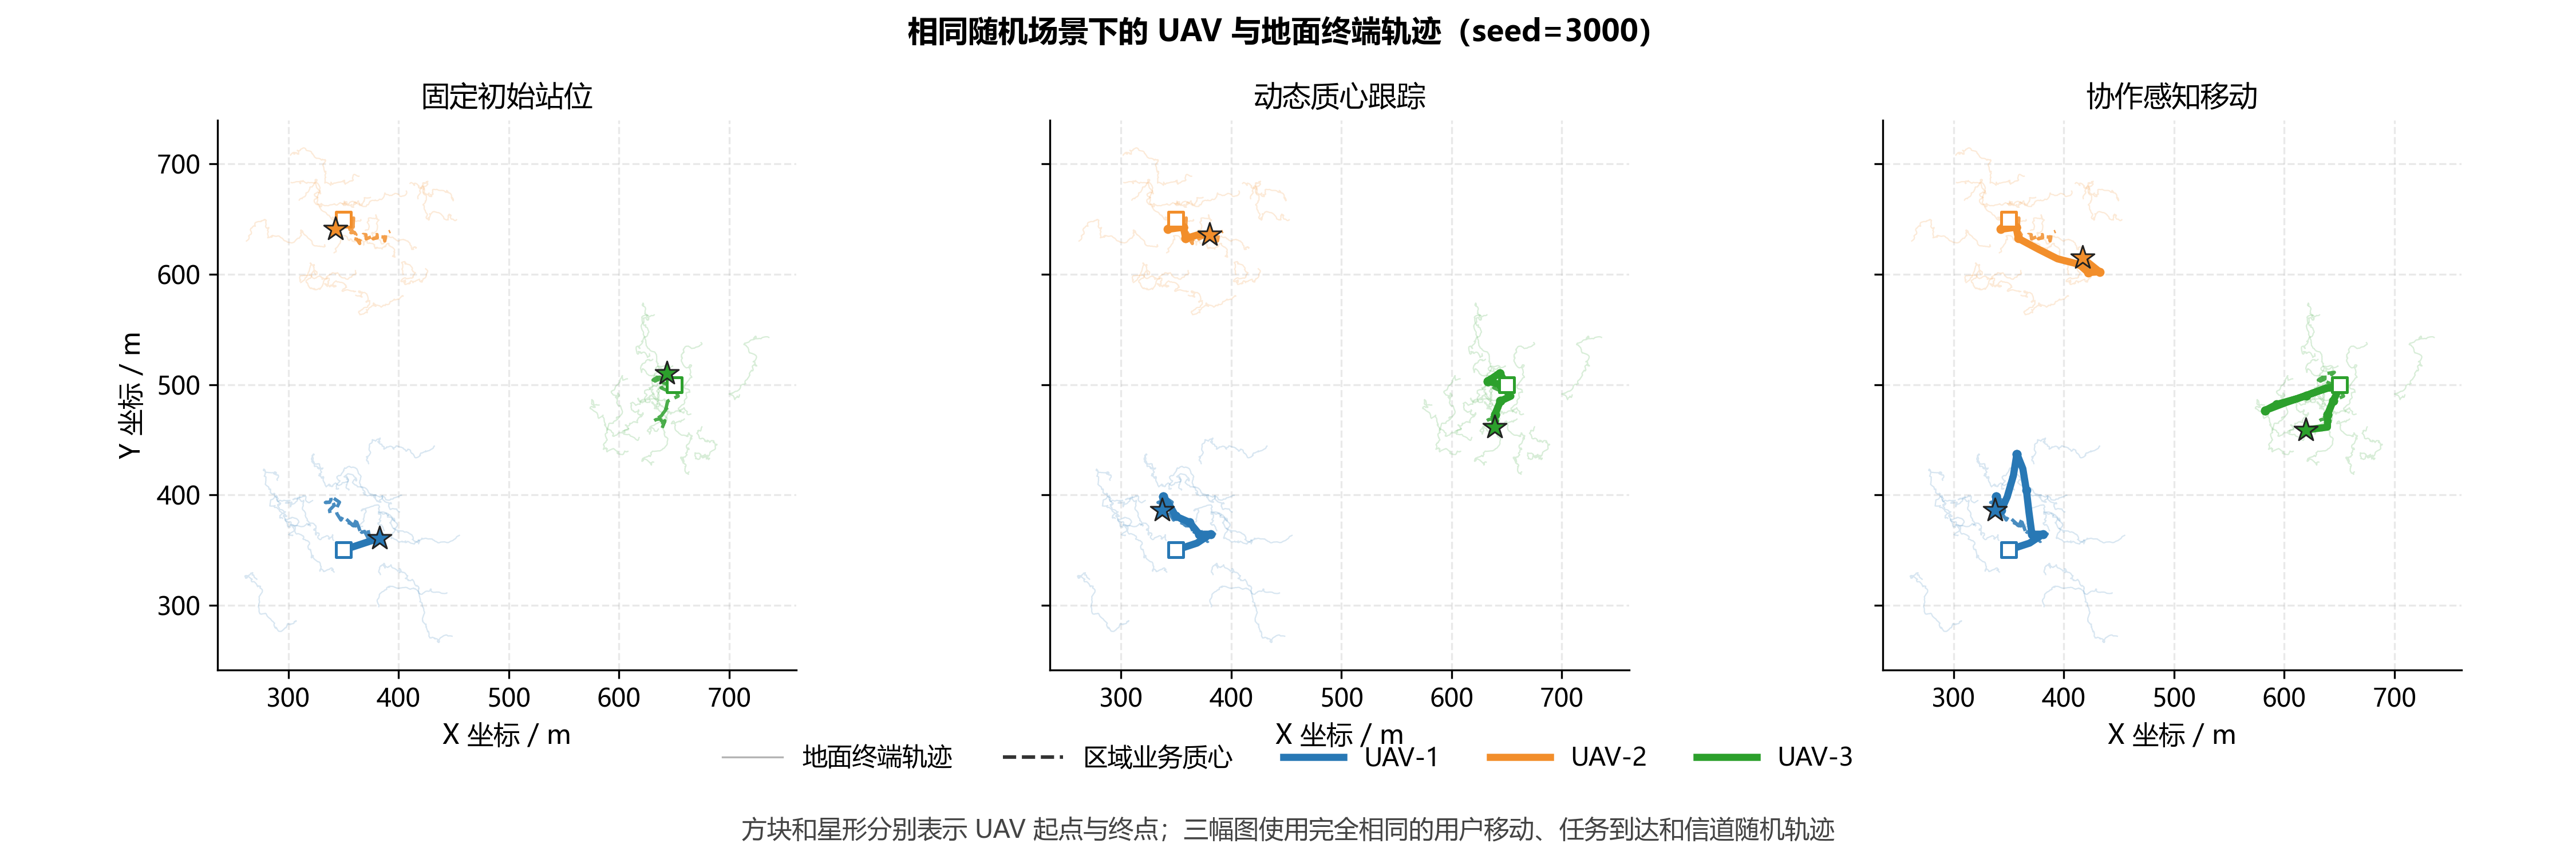 相同随机场景下的 UAV 与地面终端轨迹（seed=3000）
固定初始站位
动态质心跟踪
协作感知移动
Y 坐标 / m
700
600
500
400
300
300 400 500 600 700
300 400 500 600 700
300 400 500 600 700
X 坐标 / m
X 坐标 / m
X 坐标 / m
地面终端轨迹 区域业务质心 UAV-1 UAV-2 UAV-3
方块和星形分别表示 UAV 起点与终点；三幅图使用完全相同的用户移动、任务到达和信道随机轨迹